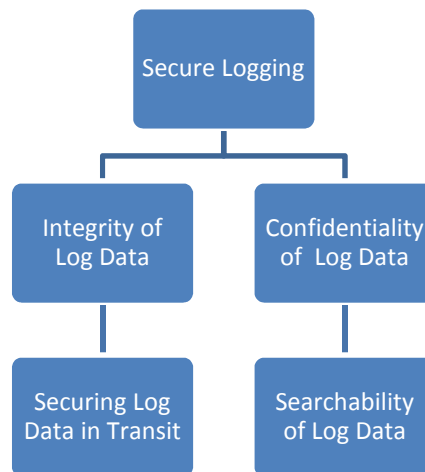 Secure Logging
Integrity of
Log Data
Confidentiality
of Log Data
Securing Log
Data in Transit
Searchability
of Log Data